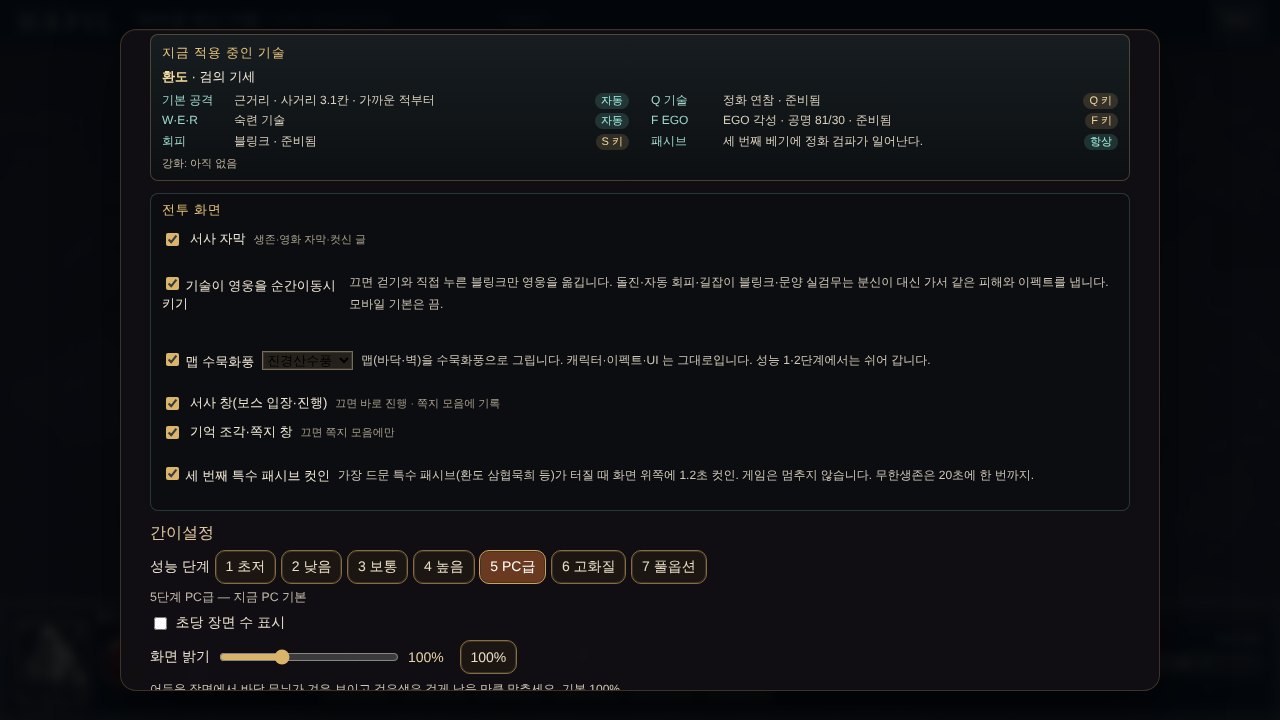 지금 적용 중인 기술
환도 · 검의 기세
기본 공격 근거리 · 사거리 3.1칸 · 가까운 적부터 자동 Q 기술 정화 연참 · 준비됨 Q 키
W·E·R 숙련 기술 자동 F EGO EGO 각성 · 공명 81/30 · 준비됨 F 키
회피 블링크 · 준비됨 S 키 패시브 세 번째 베기에 정화 검파가 일어난다. 항상
강화: 아직 없음
전투 화면
서사 자막 생존·영화 자막·컷신 글
기술이 영웅을 순간이동시키기 끄면 걷기와 직접 누른 블링크만 영웅을 옮깁니다. 돌진·자동 회피·길잡이 블링크·문양 실검무는 분신이 대신 가서 같은 피해와 이펙트를 냅니다.
모바일 기본은 끔.
맵 수묵화풍 진경산수풍 맵(바닥·벽)을 수묵화풍으로 그립니다. 캐릭터·이펙트·UI 는 그대로입니다. 성능 1·2단계에서는 쉬어 갑니다.
서사 창(보스 입장·진행) 끄면 바로 진행 · 쪽지 모음에 기록
기억 조각·쪽지 창 끄면 쪽지 모음에만
세 번째 특수 패시브 컷인 가장 드문 특수 패시브(환도 삼협묵희 등)가 터질 때 화면 위쪽에 1.2초 컷인. 게임은 멈추지 않습니다. 무한생존은 20초에 한 번까지.
간이설정
성능 단계 1 초저 2 낮음 3 보통 4 높음 5 PC급 6 고화질 7 풀옵션
5단계 PC급 — 지금 PC 기본
초당 장면 수 표시
화면 밝기 100% 100%